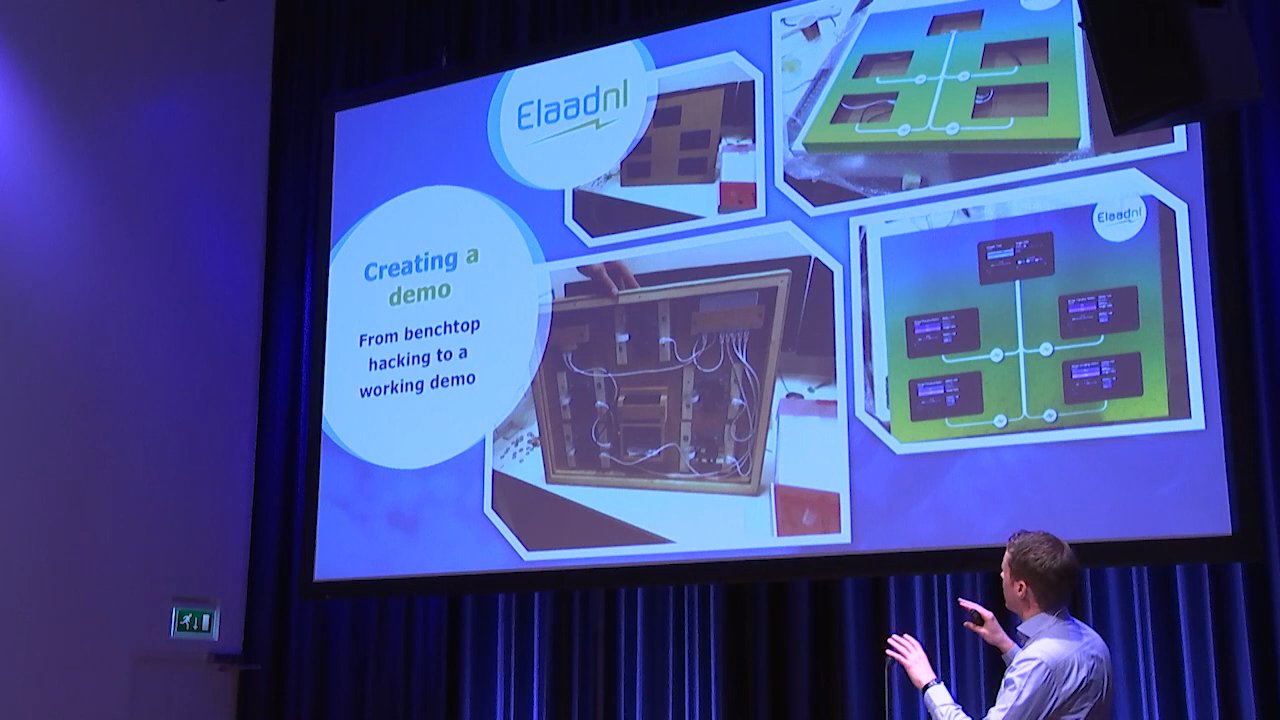 Elaadnl
Creating a
demo
From benchtop
hacking to a
working demo
Elaadnl